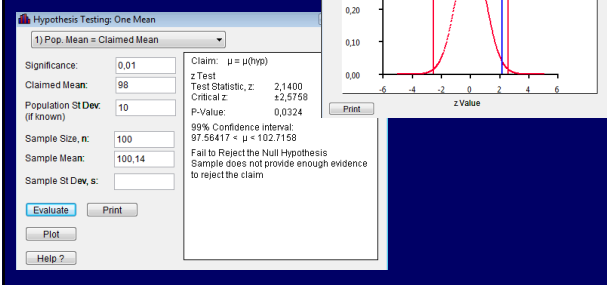 Hypothesis Testing: One Mean
1) Pop. Mean = Claimed Mean
Significance: 0,01
Claimed Mean: 98
Population St Dev: 10
(if known)
Sample Size, n: 100
Sample Mean: 100,14
Sample St Dev, s:
Evaluate Print
Plot
Help ?
Claim: µ = µ(hyp)
z Test
Test Statistic, z: 2,1400
Critical z: ±2,5758
P-Value: 0,0324
99% Confidence interval:
97.56417 < µ < 102.7158
Fail to Reject the Null Hypothesis
Sample does not provide enough evidence
to reject the claim
0,20
0,10
0,00
-6 -4 -2 0 2 4 6
z Value
Print